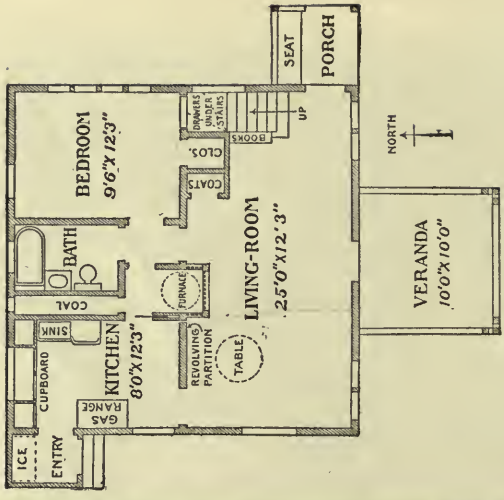 SEAT
PORCH
DRAWERS
UNDER
STAIRS
UP
BOOKS
BEDROOM
9'6"X12'3"
CLOS.
COATS
NORTH
BATH
COAL
FURNACE
LIVING-ROOM
25'0"X12'3"
VERANDA
10'0"X10'0"
SINK
CUPBOARD
KITCHEN
8'0"X12'3"
REVOLVING
PARTITION
TABLE
GAS
RANGE
ICE
ENTRY